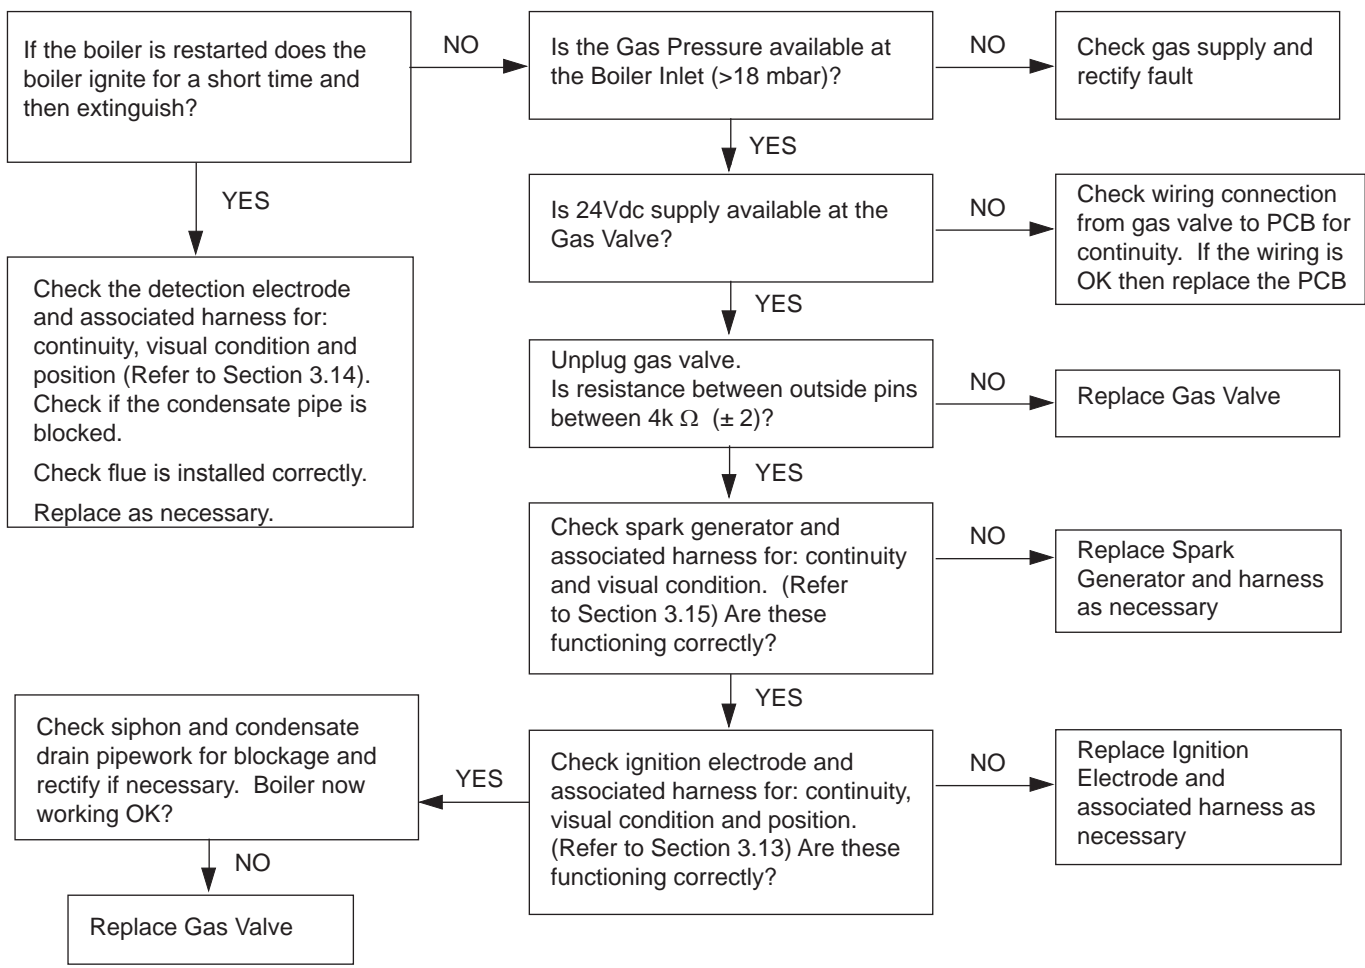 If the boiler is restarted does the
boiler ignite for a short time and
then extinguish?
NO
Is the Gas Pressure available at
the Boiler Inlet (>18 mbar)?
NO
Check gas supply and
rectify fault
YES
YES
Is 24Vdc supply available at the
Gas Valve?
NO
Check wiring connection
from gas valve to PCB for
continuity.  If the wiring is
OK then replace the PCB
Check the detection electrode
and associated harness for:
continuity, visual condition and
position (Refer to Section 3.14).
Check if the condensate pipe is
blocked.
Check flue is installed correctly.
Replace as necessary.
YES
Unplug gas valve.
Is resistance between outside pins
between 4k Ω  (± 2)?
NO
Replace Gas Valve
YES
Check spark generator and
associated harness for: continuity
and visual condition.  (Refer
to Section 3.15) Are these
functioning correctly?
NO
Replace Spark
Generator and harness
as necessary
YES
Check ignition electrode and
associated harness for: continuity,
visual condition and position.
(Refer to Section 3.13) Are these
functioning correctly?
NO
Replace Ignition
Electrode and
associated harness as
necessary
YES
Check siphon and condensate
drain pipework for blockage and
rectify if necessary.  Boiler now
working OK?
NO
Replace Gas Valve